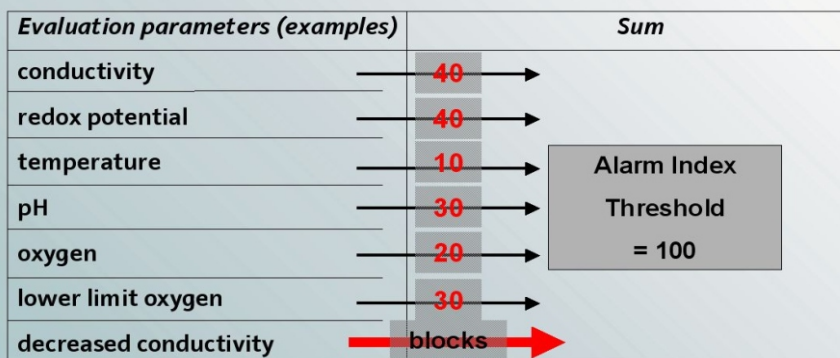 Evaluation parameters (examples) Sum
conductivity 40
redox potential 40
temperature 10
pH 30
oxygen 20
lower limit oxygen 30
decreased conductivity blocks
Alarm Index
Threshold
= 100